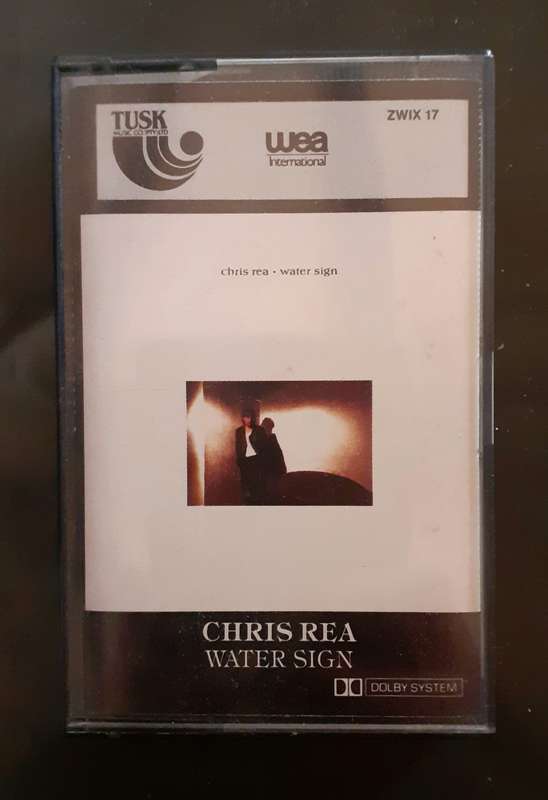 TUSK
MUSIC CO. PTY. LTD.
wea
International
ZWIX 17
chris rea • water sign
CHRIS REA
WATER SIGN
DOLBY SYSTEM